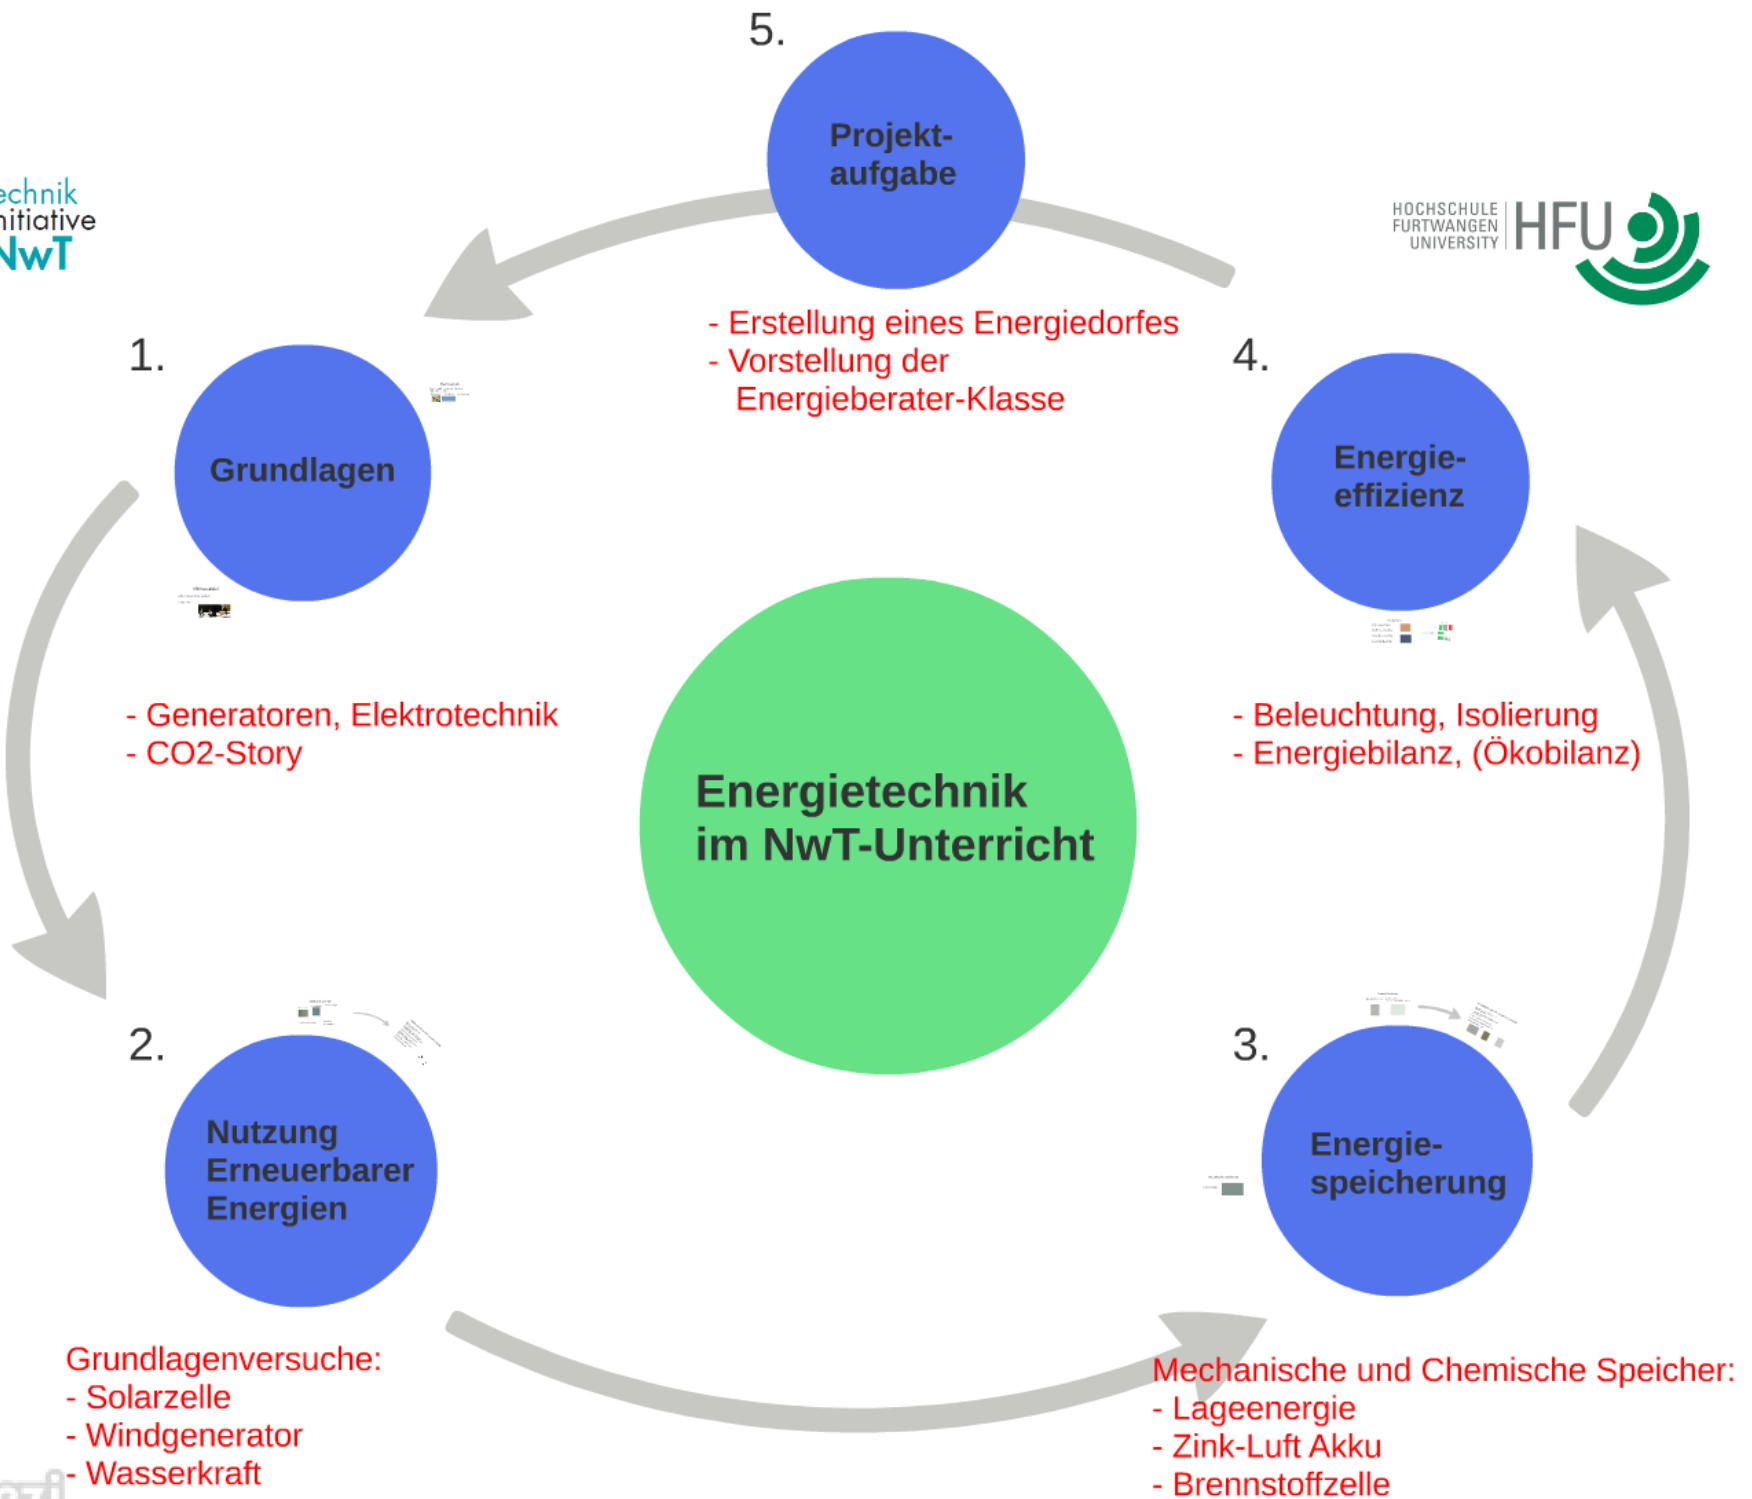 5.
Projekt-
aufgabe
- Erstellung eines Energiedorfes
- Vorstellung der
Energieberater-Klasse
echnik
nitiative
NwT
HOCHSCHULE
FURTWANGEN
UNIVERSITY
HFU
1.
Grundlagen
- Generatoren, Elektrotechnik
- CO2-Story
4.
Energie-
effizienz
- Beleuchtung, Isolierung
- Energiebilanz, (Ökobilanz)
Energietechnik
im NwT-Unterricht
2.
Nutzung
Erneuerbarer
Energien
Grundlagenversuche:
- Solarzelle
- Windgenerator
- Wasserkraft
3.
Energie-
speicherung
Mechanische und Chemische Speicher:
- Lageenergie
- Zink-Luft Akku
- Brennstoffzelle